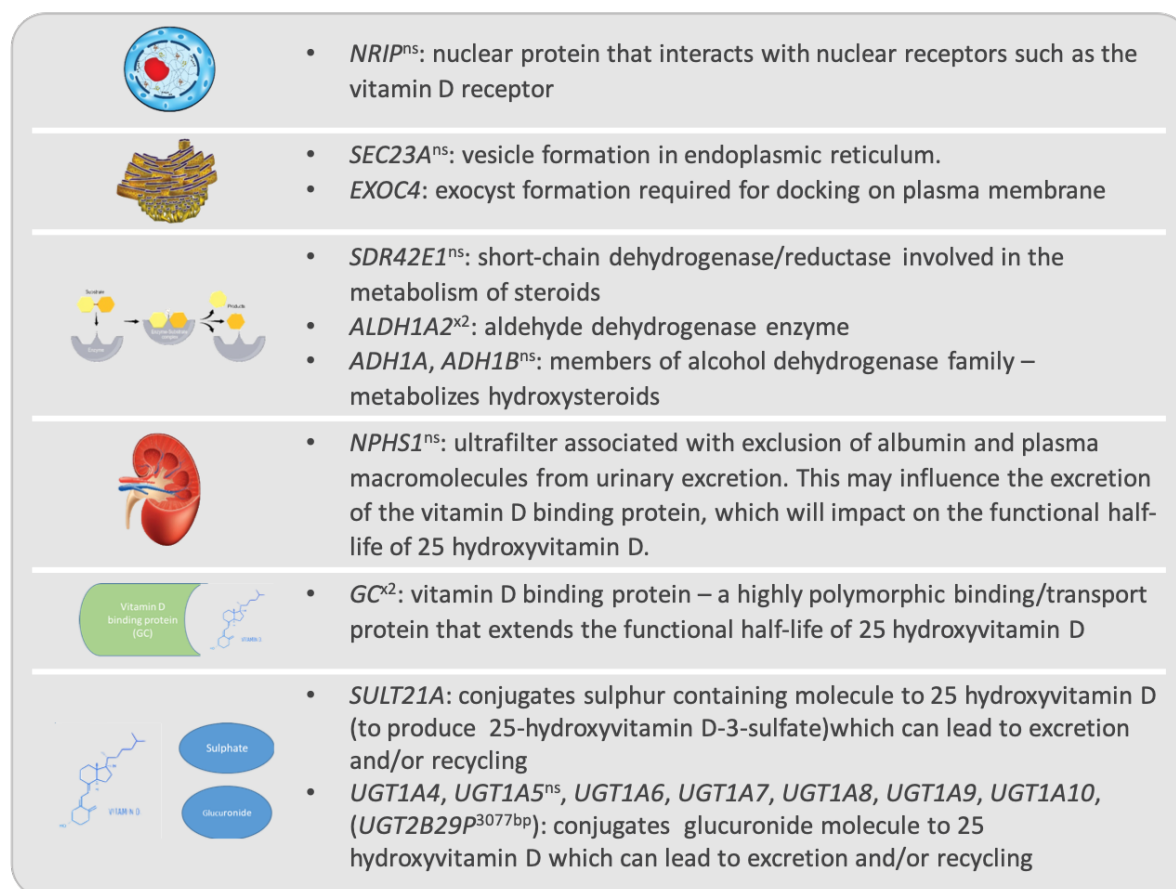 • NRIPns: nuclear protein that interacts with nuclear receptors such as the
vitamin D receptor
• SEC23Ans: vesicle formation in endoplasmic reticulum.
• EXOC4: exocyst formation required for docking on plasma membrane
Enzyme
Products
• SDR42E1ns: short-chain dehydrogenase/reductase involved in the
metabolism of steroids
• ALDH1A2x2: aldehyde dehydrogenase enzyme
• ADH1A, ADH1Bns: members of alcohol dehydrogenase family –
metabolizes hydroxysteroids
• NPHS1ns: ultrafilter associated with exclusion of albumin and plasma
macromolecules from urinary excretion. This may influence the excretion
of the vitamin D binding protein, which will impact on the functional half-
life of 25 hydroxyvitamin D.
Vitamin D
binding protein
(GC)
VITAMIN D
• GCx2: vitamin D binding protein – a highly polymorphic binding/transport
protein that extends the functional half-life of 25 hydroxyvitamin D
Sulphate
Glucuronide
VITAMIN D
• SULT21A: conjugates sulphur containing molecule to 25 hydroxyvitamin D
(to produce 25-hydroxyvitamin D-3-sulfate)which can lead to excretion
and/or recycling
• UGT1A4, UGT1A5ns, UGT1A6, UGT1A7, UGT1A8, UGT1A9, UGT1A10,
(UGT2B29P3077bp): conjugates glucuronide molecule to 25
hydroxyvitamin D which can lead to excretion and/or recycling